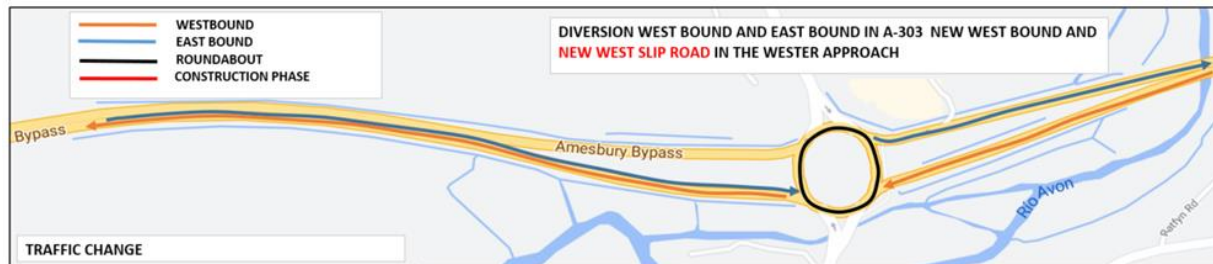 WESTBOUND
EAST BOUND
ROUNDABOUT
CONSTRUCTION PHASE
DIVERSION WEST BOUND AND EAST BOUND IN A-303 NEW WEST BOUND AND
NEW WEST SLIP ROAD IN THE WESTER APPROACH
Bypass
Amesbury Bypass
Río Avon
Ratfyn Rd
TRAFFIC CHANGE